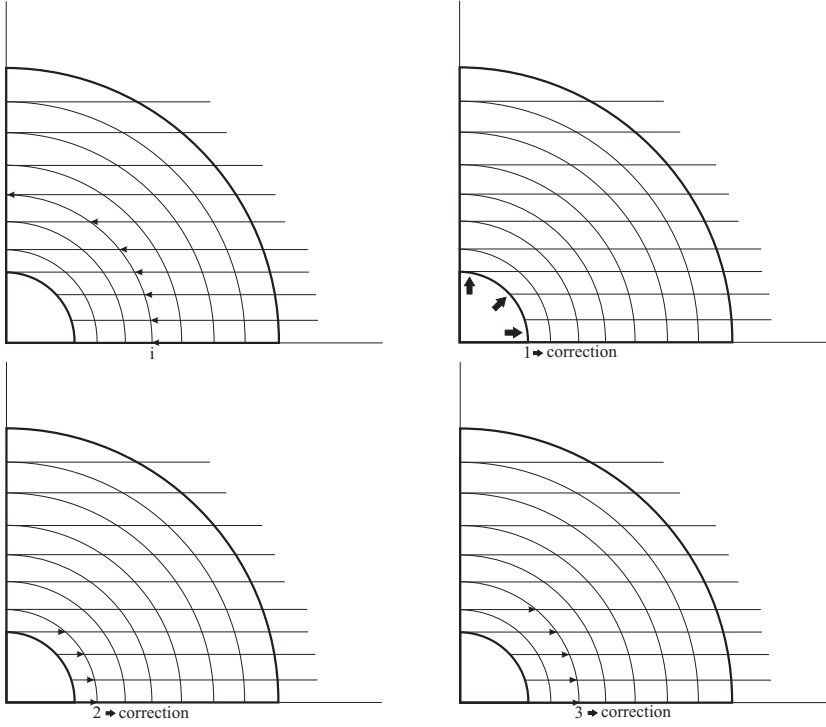 i
1 ➡ correction
2 ➡ correction
3 ➡ correction